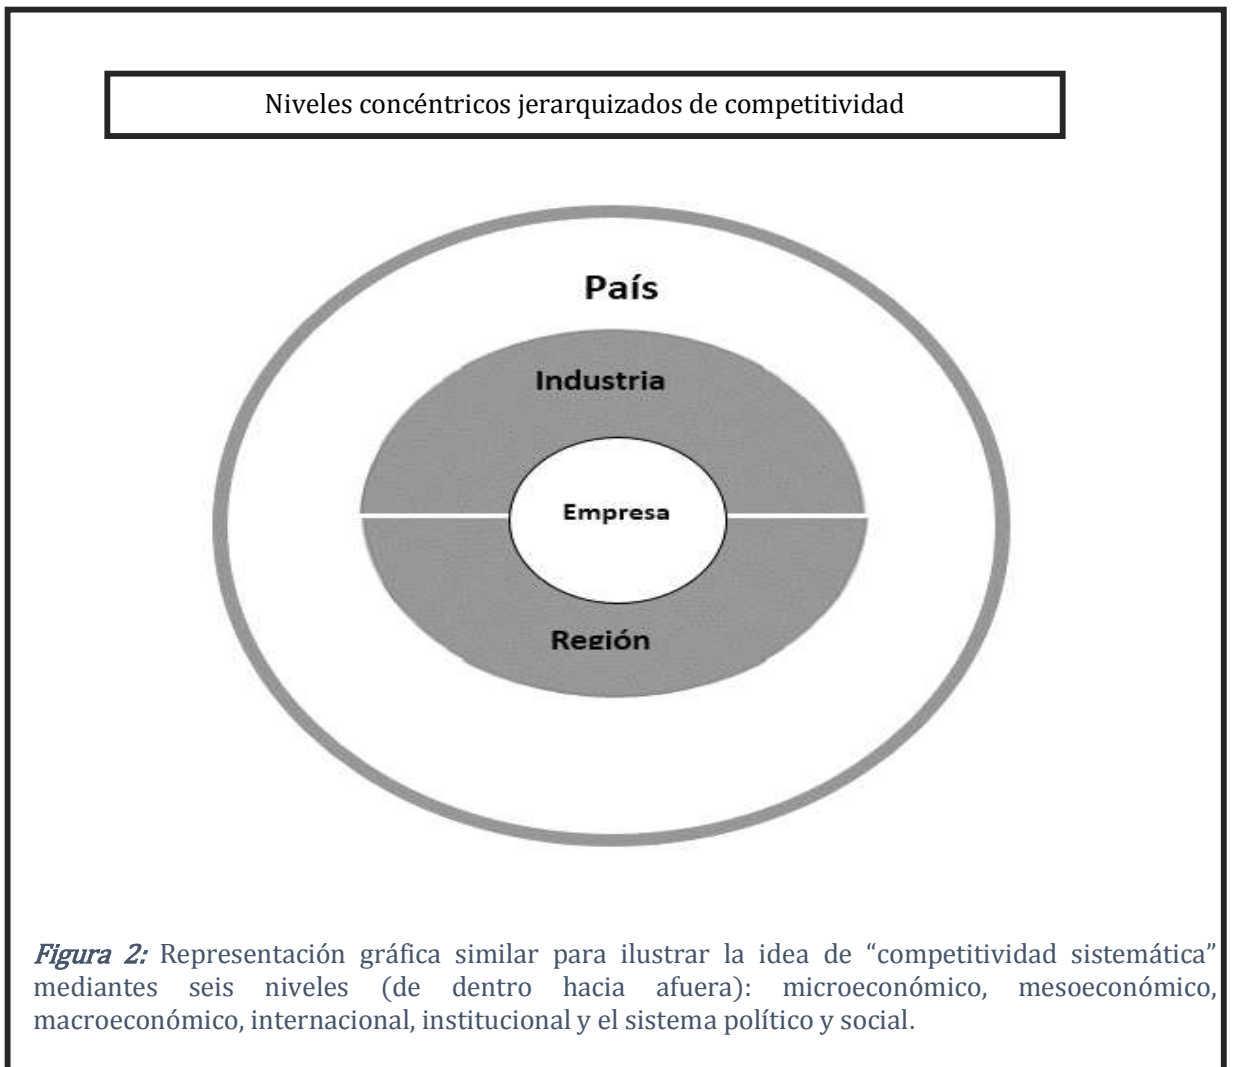 Niveles concéntricos jerarquizados de competitividad
País
Industria
Empresa
Región
Figura 2: Representación gráfica similar para ilustrar la idea de “competitividad sistemática”
mediantes seis niveles (de dentro hacia afuera): microeconómico, mesoeconómico,
macroeconómico, internacional, institucional y el sistema político y social.